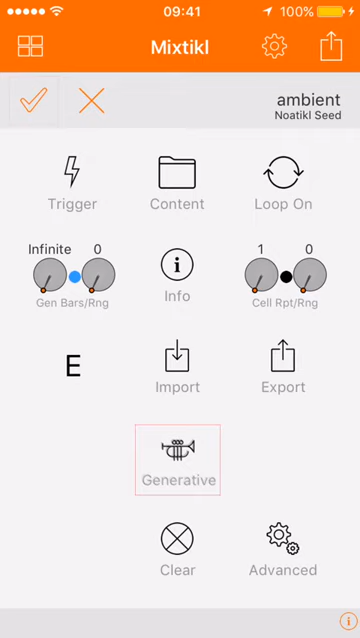 09:41
100%
Mixtikl
ambient
Noatikl Seed
Trigger
Content
Loop On
Infinite 0
1 0
Gen Bars/Rng
Info
Cell Rpt/Rng
E
Import
Export
Generative
Clear
Advanced